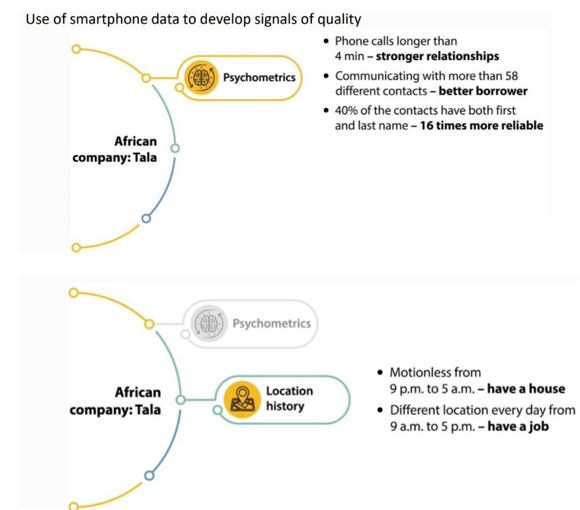 Use of smartphone data to develop signals of quality
Psychometrics
African
company: Tala
• Phone calls longer than
4 min – stronger relationships
• Communicating with more than 58
different contacts – better borrower
• 40% of the contacts have both first
and last name – 16 times more reliable
Psychometrics
African
company: Tala
Location
history
• Motionless from
9 p.m. to 5 a.m. – have a house
• Different location every day from
9 a.m. to 5 p.m. – have a job